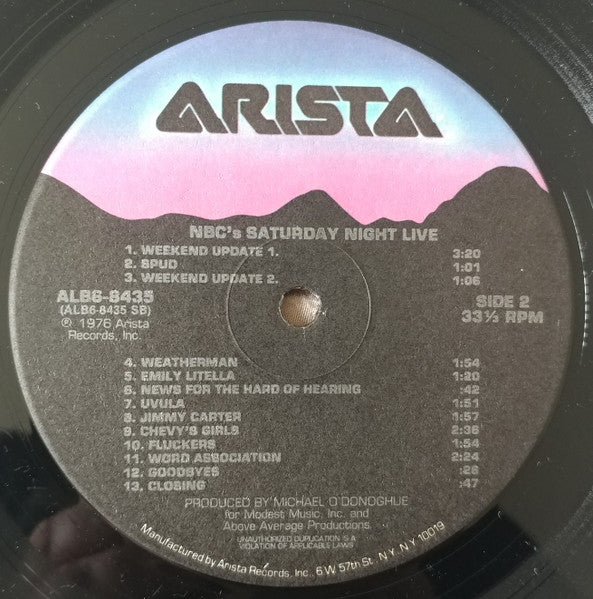 ARISTA
NBC's SATURDAY NIGHT LIVE
1. WEEKEND UPDATE 1. 3:20
2. SPUD 1:01
3. WEEKEND UPDATE 2. 1:06
ALB6-8435
(ALB6-8435 SB)
℗ 1976 Arista
Records, Inc.
SIDE 2
33⅓ RPM
4. WEATHERMAN 1:54
5. EMILY LITELLA 1:20
6. NEWS FOR THE HARD OF HEARING :42
7. UVULA 1:51
8. JIMMY CARTER 1:57
9. CHEVY'S GIRLS 2:36
10. FLUCKERS 1:54
11. WORD ASSOCIATION 2:24
12. GOODBYES :26
13. CLOSING :47
PRODUCED BY MICHAEL O'DONOGHUE
for Modest Music, Inc. and
Above Average Productions.
UNAUTHORIZED DUPLICATION IS A
VIOLATION OF APPLICABLE LAWS
Manufactured by Arista Records, Inc. 6 W 57th St. N.Y. N.Y. 10019